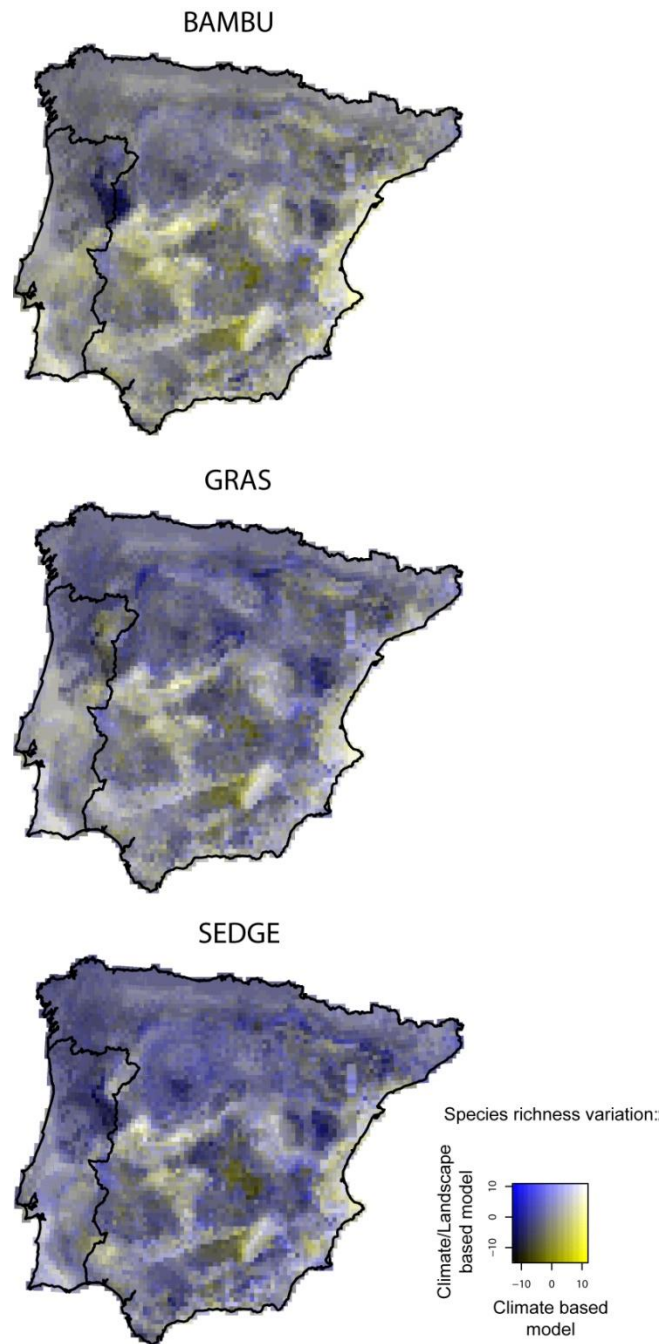 BAMBU
GRAS
SEDGE
Species richness variation::
Climate/Landscape
based model
10
0
-10
-10 0 10
Climate based
model